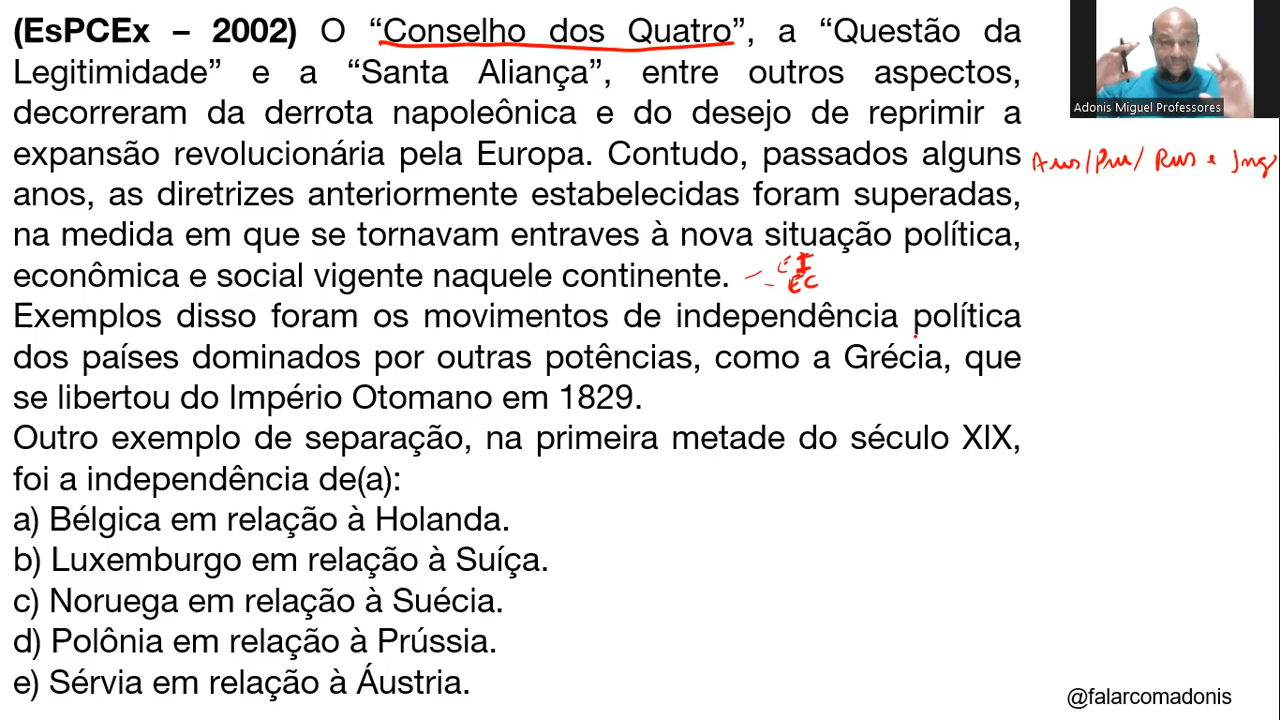 (EsPCEx – 2002) O “Conselho dos Quatro”, a “Questão da
Legitimidade” e a “Santa Aliança”, entre outros aspectos,
decorreram da derrota napoleônica e do desejo de reprimir a
expansão revolucionária pela Europa. Contudo, passados alguns
anos, as diretrizes anteriormente estabelecidas foram superadas,
na medida em que se tornavam entraves à nova situação política,
econômica e social vigente naquele continente.
Exemplos disso foram os movimentos de independência política
dos países dominados por outras potências, como a Grécia, que
se libertou do Império Otomano em 1829.
Outro exemplo de separação, na primeira metade do século XIX,
foi a independência de(a):
a) Bélgica em relação à Holanda.
b) Luxemburgo em relação à Suíça.
c) Noruega em relação à Suécia.
d) Polônia em relação à Prússia.
e) Sérvia em relação à Áustria.
Adonis Miguel Professores
Aus/Pru/ Rus e Ing
@falarcomadonis